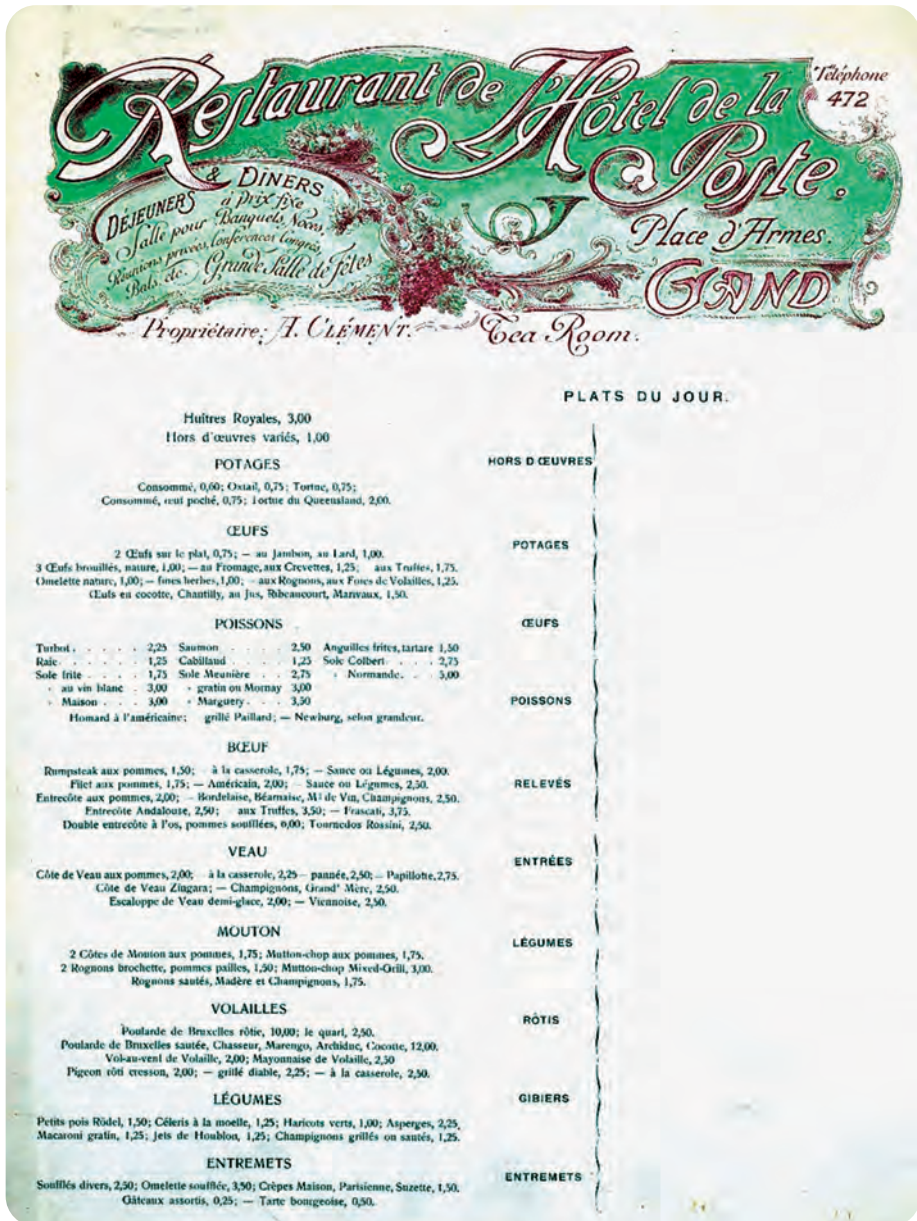 Restaurant de l'Hôtel de la Poste.
Téléphone
472
DÉJEUNERS & DINERS
à prix fixe
Salle pour Banquets, Noces,
Réunions privées, Conférences Congrès,
Bals. etc. Grande Salle de fêtes
Place d'Armes.
GAND
Propriétaire: A. CLÉMENT.
Tea Room.
Huîtres Royales, 3,00
Hors d'œuvres variés, 1,00
POTAGES
Consommé, 0,60; Oxtail, 0,75; Tortue, 0,75;
Consommé, œuf poché, 0,75; Tortue du Queensland, 2,00.
ŒUFS
2 Œufs sur le plat, 0,75; — au Jambon, au Lard, 1,00.
3 Œufs brouillés, nature, 1,00; — au Fromage, aux Crevettes, 1,25; aux Truffes, 1,75.
Omelette nature, 1,00; — fines herbes, 1,00; — aux Rognons, aux Foies de Volailles, 1,25.
Œufs en cocotte, Chantilly, au Jus, Ribeaucourt, Marivaux, 1,50.
POISSONS
Turbot . . . . . 2,25 Saumon . . . . 2,50 Anguilles frites, tartare 1,50
Raie . . . . . . 1,25 Cabillaud . . . 1,25 Sole Colbert . . . 2,75
Sole frite . . . . 1,75 Sole Meunière . . 2,75 » Normande. . . 3,00
» au vin blanc . 3,00 » gratin ou Mornay 3,00
» Maison . . . 3,00 » Marguery. . . 3,50
Homard à l'américaine; grillé Paillard; — Newburg, selon grandeur.
BŒUF
Rumpsteak aux pommes, 1,50; à la casserole, 1,75; — Sauce ou Légumes, 2,00.
Filet aux pommes, 1,75; — Américain, 2,00; Sauce ou Légumes, 2,50.
Entrecôte aux pommes, 2,00; — Bordelaise, Béarnaise, Md de Vin, Champignons, 2,50.
Entrecôte Andalouse, 2,50; aux Truffes, 3,50; — Frascati, 3,75.
Double entrecôte à l'os, pommes soufflées, 6,00; Tournedos Rossini, 2,50.
VEAU
Côte de Veau aux pommes, 2,00; à la casserole, 2,25 — pannée, 2,50; — Papillotte, 2,75.
Côte de Veau Zingara; — Champignons, Grand' Mère, 2,50.
Escaloppe de Veau demi-glace, 2,00; — Viennoise, 2,50.
MOUTON
2 Côtes de Mouton aux pommes, 1,75; Mutton-chop aux pommes, 1,75.
2 Rognons brochette, pommes pailles, 1,50; Mutton-chop Mixed-Grill, 3,00.
Rognons sautés, Madère et Champignons, 1,75.
VOLAILLES
Poularde de Bruxelles rôtie, 10,00; le quart, 2,50.
Poularde de Bruxelles sautée, Chasseur, Marengo, Archiduc, Cocotte, 12,00.
Vol-au-vent de Volaille, 2,00; Mayonnaise de Volaille, 2,50
Pigeon rôti cresson, 2,00; — grillé diable, 2,25; — à la casserole, 2,50.
LÉGUMES
Petits pois Rödel, 1,50; Céleris à la moelle, 1,25; Haricots verts, 1,00; Asperges, 2,25,
Macaroni gratin, 1,25; Jets de Houblon, 1,25; Champignons grillés ou sautés, 1,25.
ENTREMETS
Soufflés divers, 2,50; Omelette soufflée, 3,50; Crêpes Maison, Parisienne, Suzette, 1,50.
Gâteaux assortis, 0,25; — Tarte bourgeoise, 0,50.
PLATS DU JOUR.
HORS D'ŒUVRES
POTAGES
ŒUFS
POISSONS
RELEVÉS
ENTRÉES
LÉGUMES
RÔTIS
GIBIERS
ENTREMETS